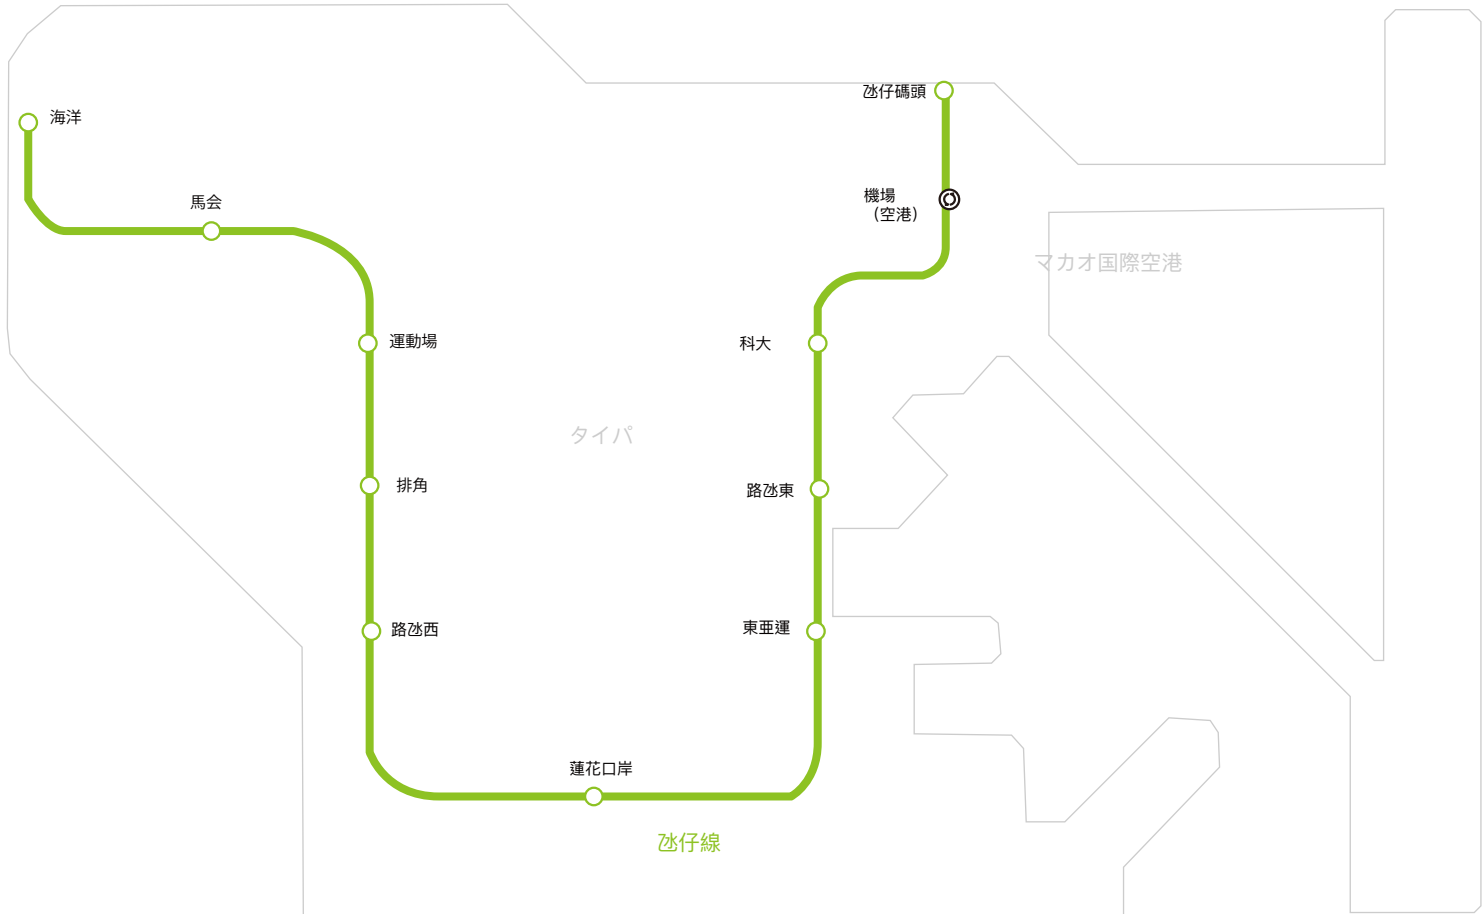 氹仔碼頭
海洋
機場
（空港）
馬会
マカオ国際空港
運動場
科大
タイパ
排角
路氹東
路氹西
東亜運
蓮花口岸
氹仔線